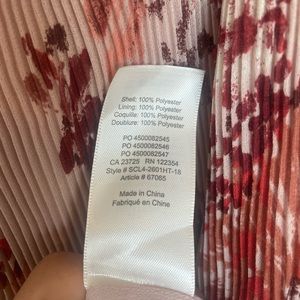 Shell: 100% Polyester
Lining: 100% Polyester
Coquille: 100% Polyester
Doublure: 100% Polyester
PO 4500082545
PO 4500082546
PO 4500082547
CA 23725 RN 122354
Style # SCL4-2601HT-18
Article # 67065
Made in China
Fabriqué en Chine